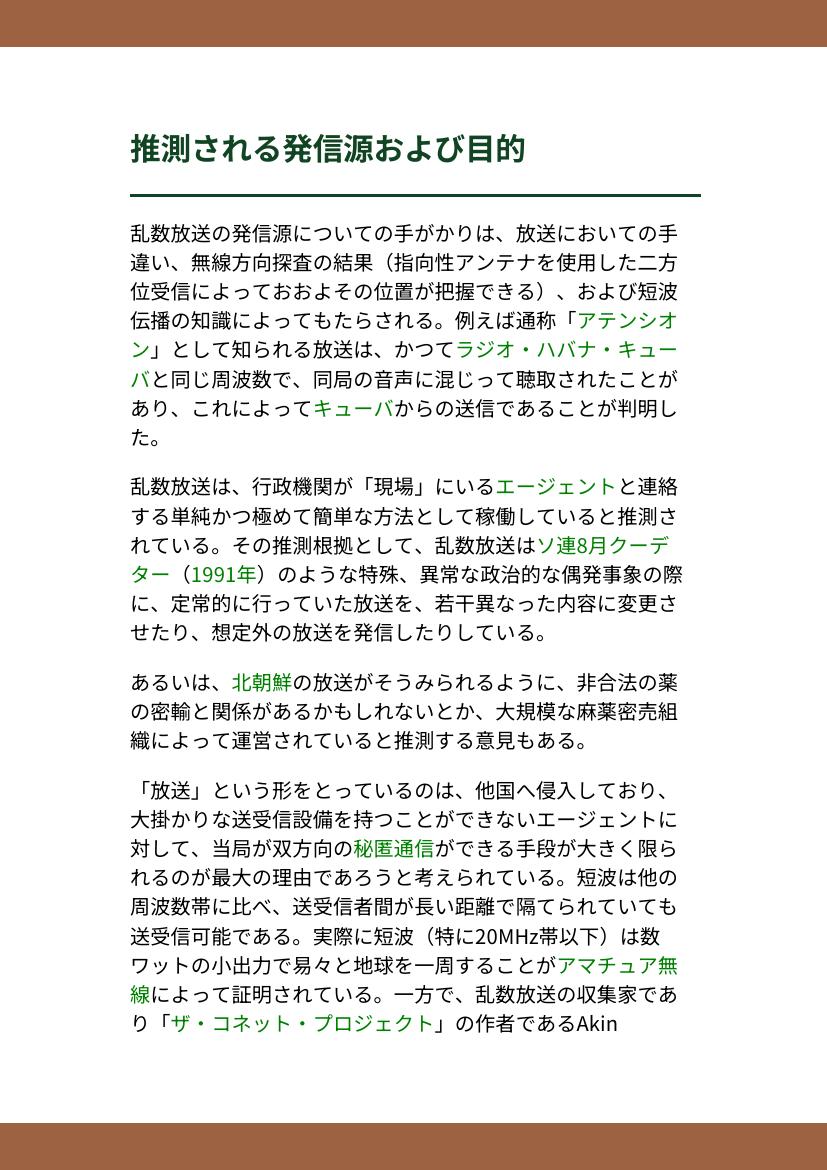 推測される発信源および目的
乱数放送の発信源についての手がかりは、放送においての手
違い、無線方向探査の結果（指向性アンテナを使用した二方
位受信によっておおよその位置が把握できる）、および短波
伝播の知識によってもたらされる。例えば通称「アテンシオ
ン」として知られる放送は、かつてラジオ・ハバナ・キュー
バと同じ周波数で、同局の音声に混じって聴取されたことが
あり、これによってキューバからの送信であることが判明し
た。
乱数放送は、行政機関が「現場」にいるエージェントと連絡
する単純かつ極めて簡単な方法として稼働していると推測さ
れている。その推測根拠として、乱数放送はソ連8月クーデ
ター（1991年）のような特殊、異常な政治的な偶発事象の際
に、定常的に行っていた放送を、若干異なった内容に変更さ
せたり、想定外の放送を発信したりしている。
あるいは、北朝鮮の放送がそうみられるように、非合法の薬
の密輸と関係があるかもしれないとか、大規模な麻薬密売組
織によって運営されていると推測する意見もある。
「放送」という形をとっているのは、他国へ侵入しており、
大掛かりな送受信設備を持つことができないエージェントに
対して、当局が双方向の秘匿通信ができる手段が大きく限ら
れるのが最大の理由であろうと考えられている。短波は他の
周波数帯に比べ、送受信者間が長い距離で隔てられていても
送受信可能である。実際に短波（特に20MHz帯以下）は数
ワットの小出力で易々と地球を一周することがアマチュア無
線によって証明されている。一方で、乱数放送の収集家であ
り「ザ・コネット・プロジェクト」の作者であるAkin